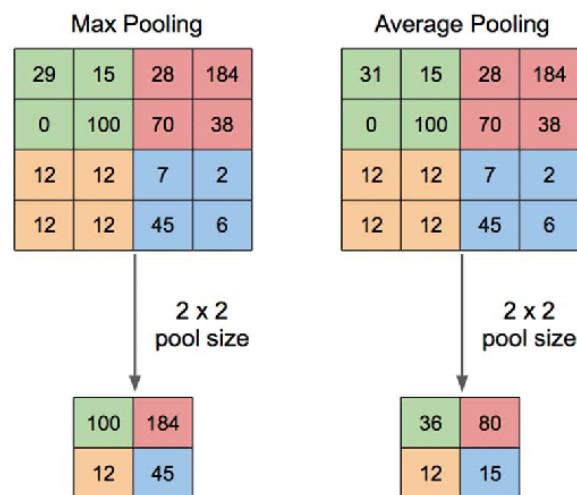 Max Pooling
29 15 28 184
0 100 70 38
12 12 7 2
12 12 45 6
2 x 2
pool size
100 184
12 45
Average Pooling
31 15 28 184
0 100 70 38
12 12 7 2
12 12 45 6
2 x 2
pool size
36 80
12 15